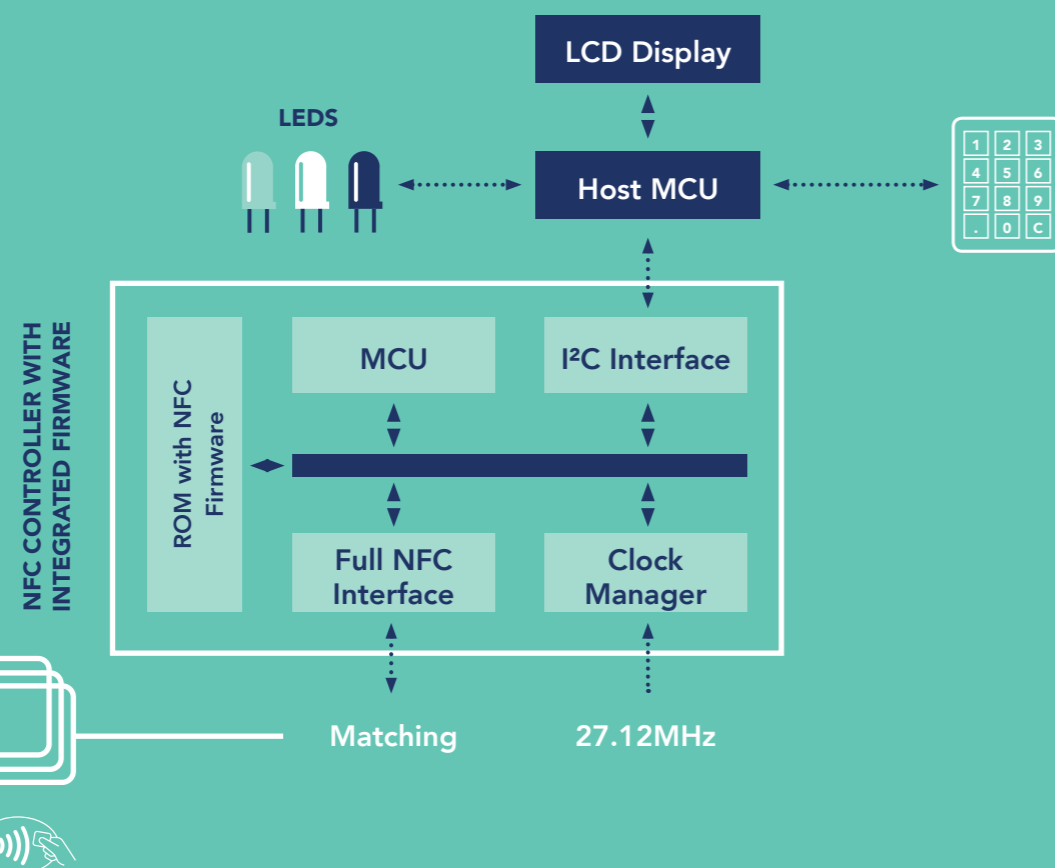 LCD Display
LEDS
Host MCU
1 2 3
4 5 6
7 8 9
. 0 C
NFC CONTROLLER WITH
INTEGRATED FIRMWARE
ROM with NFC
Firmware
MCU
I²C Interface
Full NFC
Interface
Clock
Manager
Matching
27.12MHz